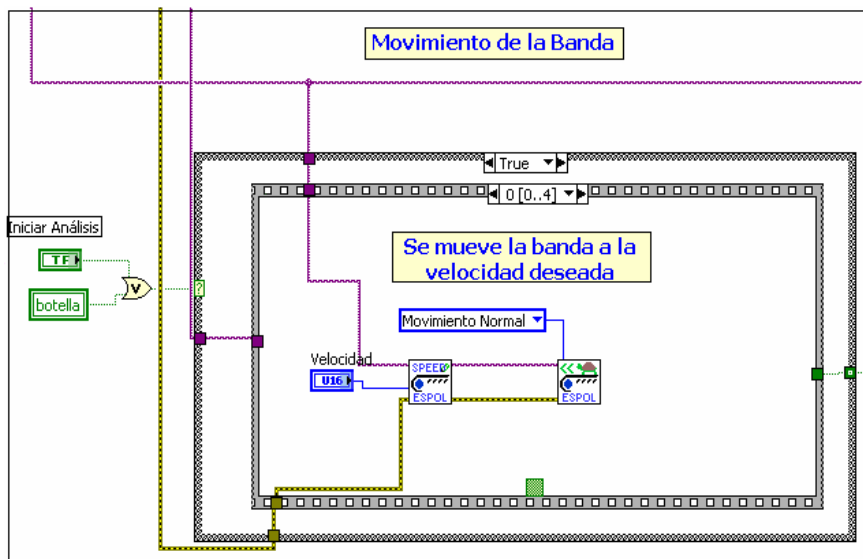 Movimiento de la Banda
True
0 [0..4]
Iniciar Análisis
Se mueve la banda a la
velocidad deseada
TF
V
?
botella
Movimiento Normal
Velocidad
SPEED
U16
ESPOL
ESPOL